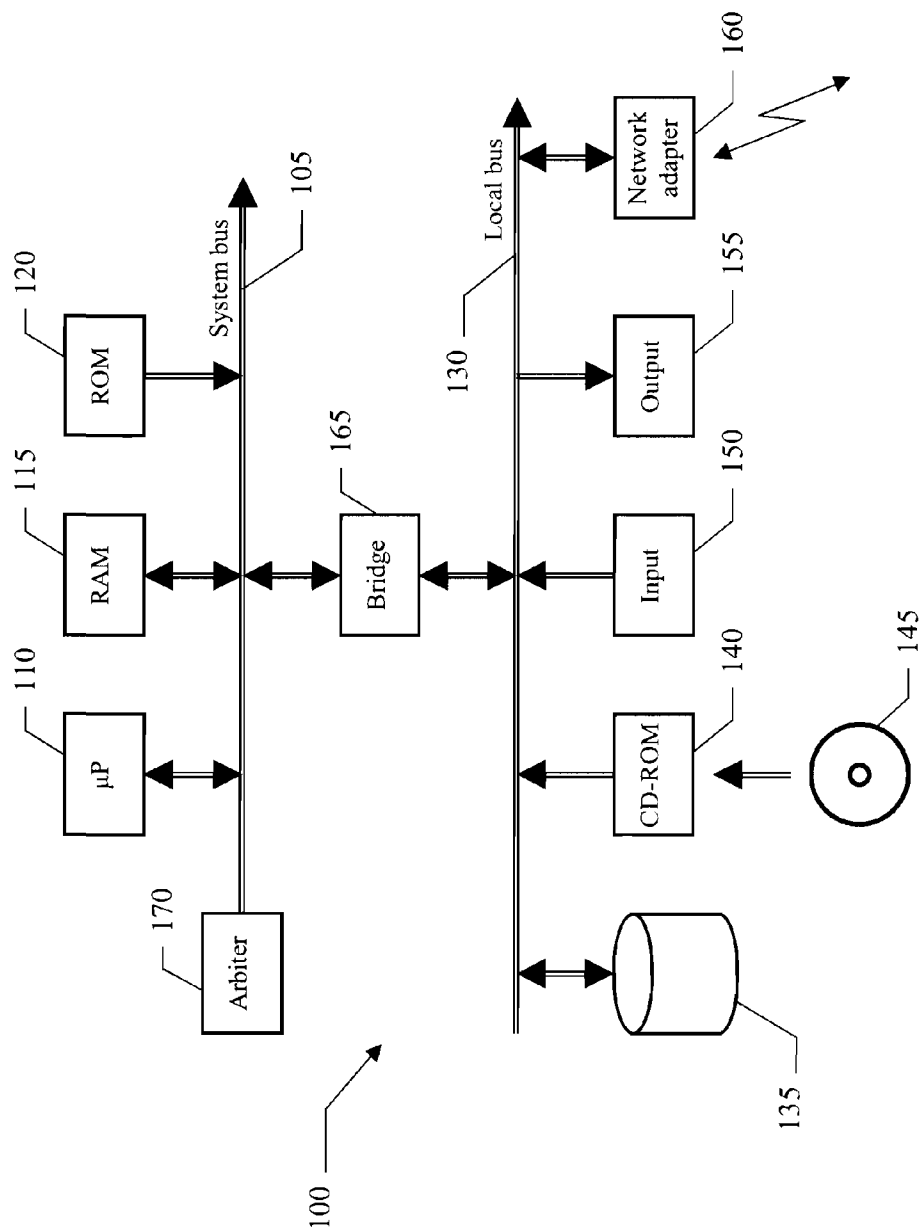 110
115
120
µP
RAM
ROM
170
System bus
105
Arbiter
165
Bridge
100
Local bus
130
CD-ROM
Input
Output
Network
adapter
135
140
150
155
160
145